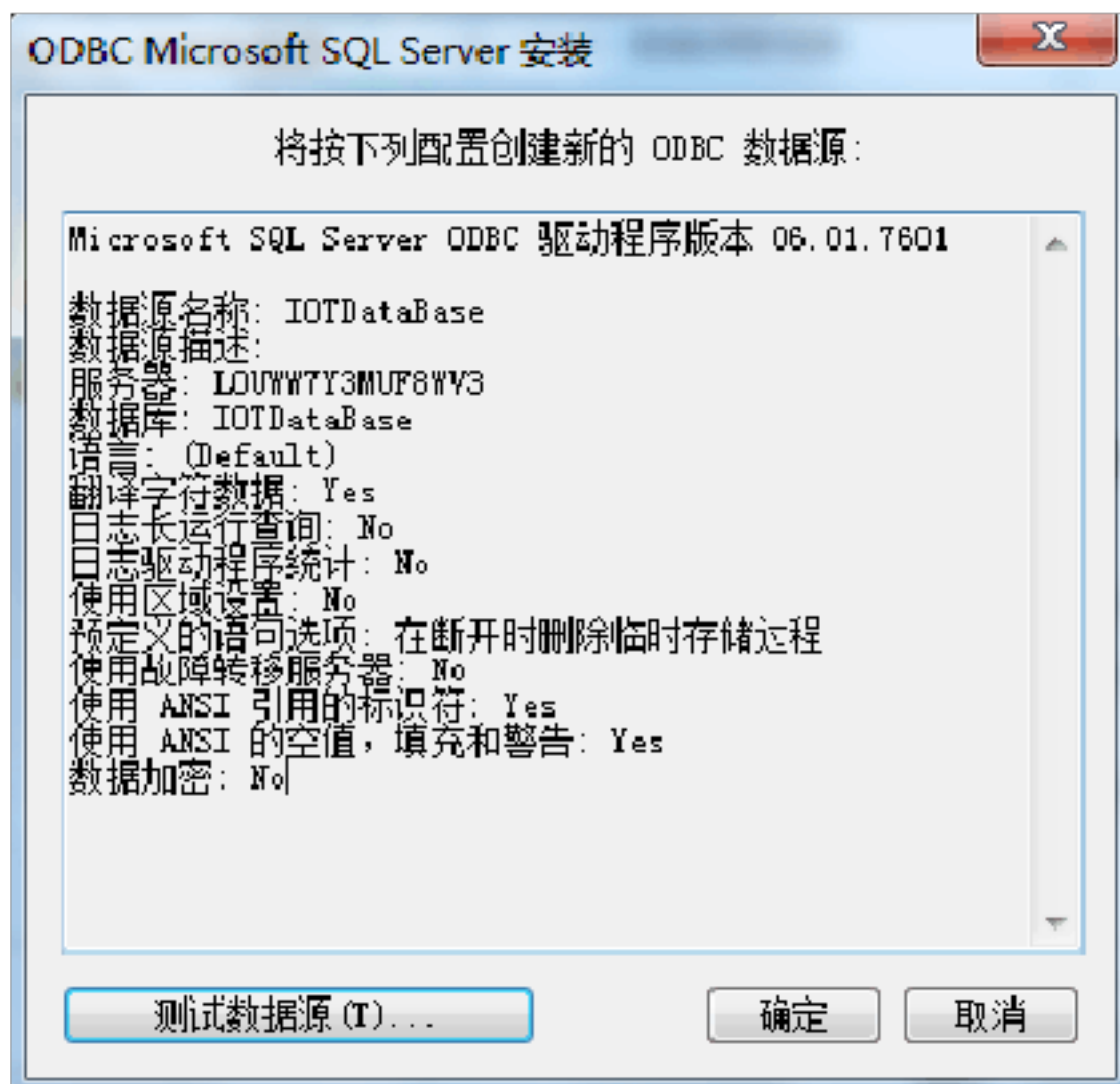 ODBC Microsoft SQL Server 安装
将按下列配置创建新的 ODBC 数据源:
Microsoft SQL Server ODBC 驱动程序版本 06.01.7601
数据源名称: IOTDataBase
数据源描述:
服务器: LOUWW7Y3MUF8WV3
数据库: IOTDataBase
语言: (Default)
翻译字符数据: Yes
日志长运行查询: No
日志驱动程序统计: No
使用区域设置: No
预定义的语句选项: 在断开时删除临时存储过程
使用故障转移服务器: No
使用 ANSI 引用的标识符: Yes
使用 ANSI 的空值，填充和警告: Yes
数据加密: No
测试数据源(T)...
确定
取消